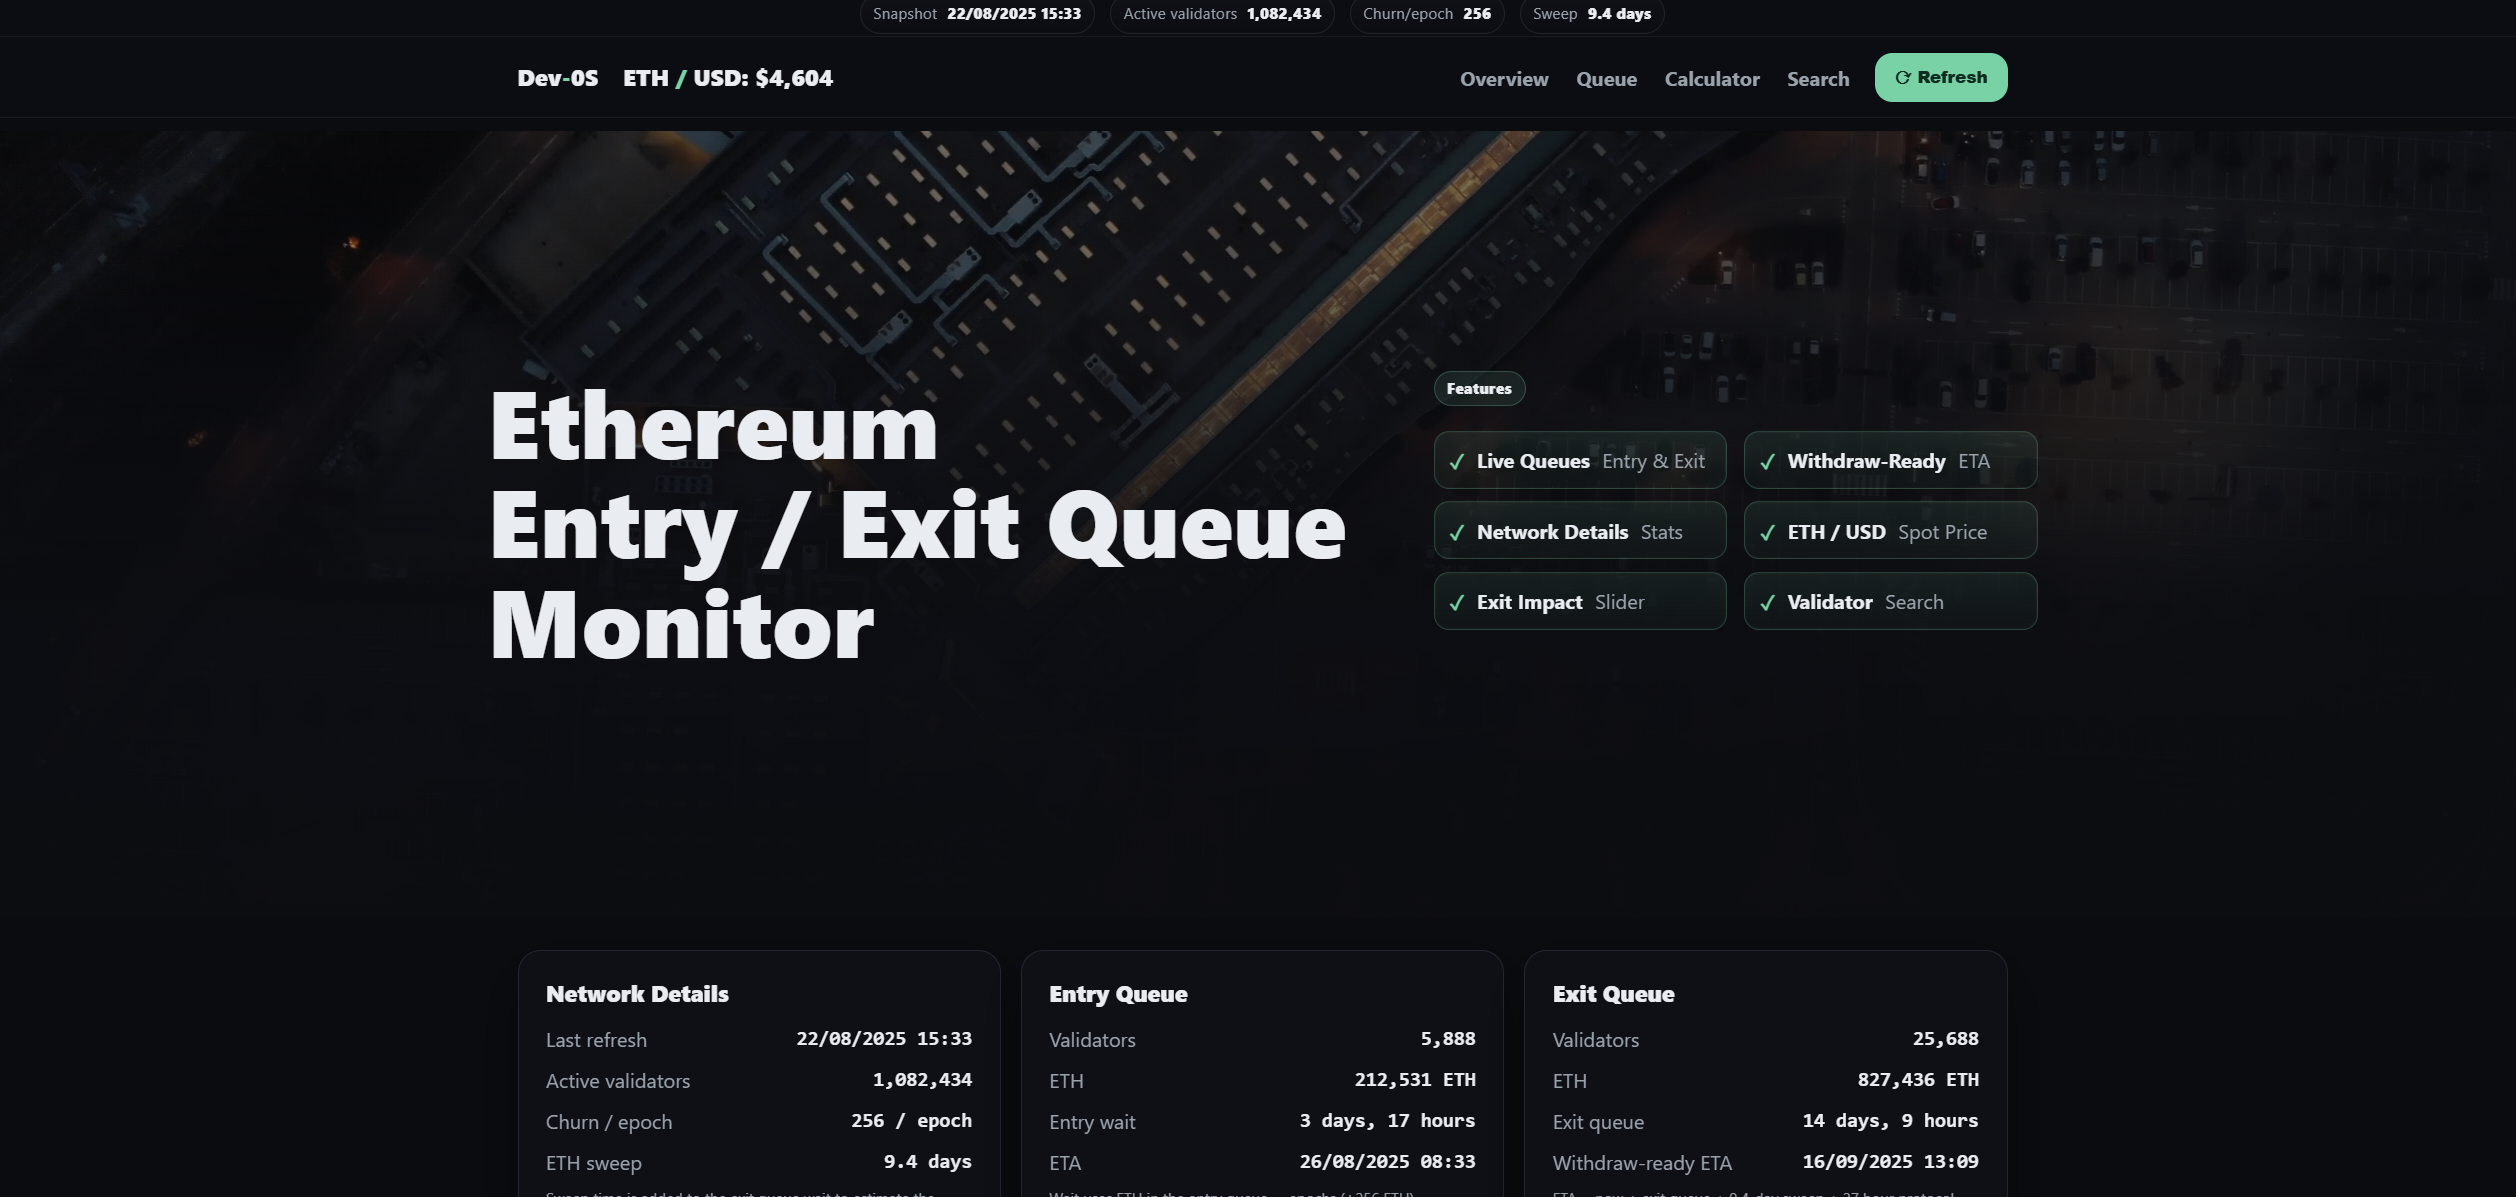 Snapshot 22/08/2025 15:33 Active validators 1,082,434 Churn/epoch 256 Sweep 9.4 days
Dev-0S ETH / USD: $4,604 Overview Queue Calculator Search Refresh
Ethereum
Entry / Exit Queue
Monitor
Features
✓ Live Queues Entry & Exit ✓ Withdraw-Ready ETA
✓ Network Details Stats ✓ ETH / USD Spot Price
✓ Exit Impact Slider ✓ Validator Search
Network Details
Last refresh 22/08/2025 15:33
Active validators 1,082,434
Churn / epoch 256 / epoch
ETH sweep 9.4 days
Entry Queue
Validators 5,888
ETH 212,531 ETH
Entry wait 3 days, 17 hours
ETA 26/08/2025 08:33
Exit Queue
Validators 25,688
ETH 827,436 ETH
Exit queue 14 days, 9 hours
Withdraw-ready ETA 16/09/2025 13:09